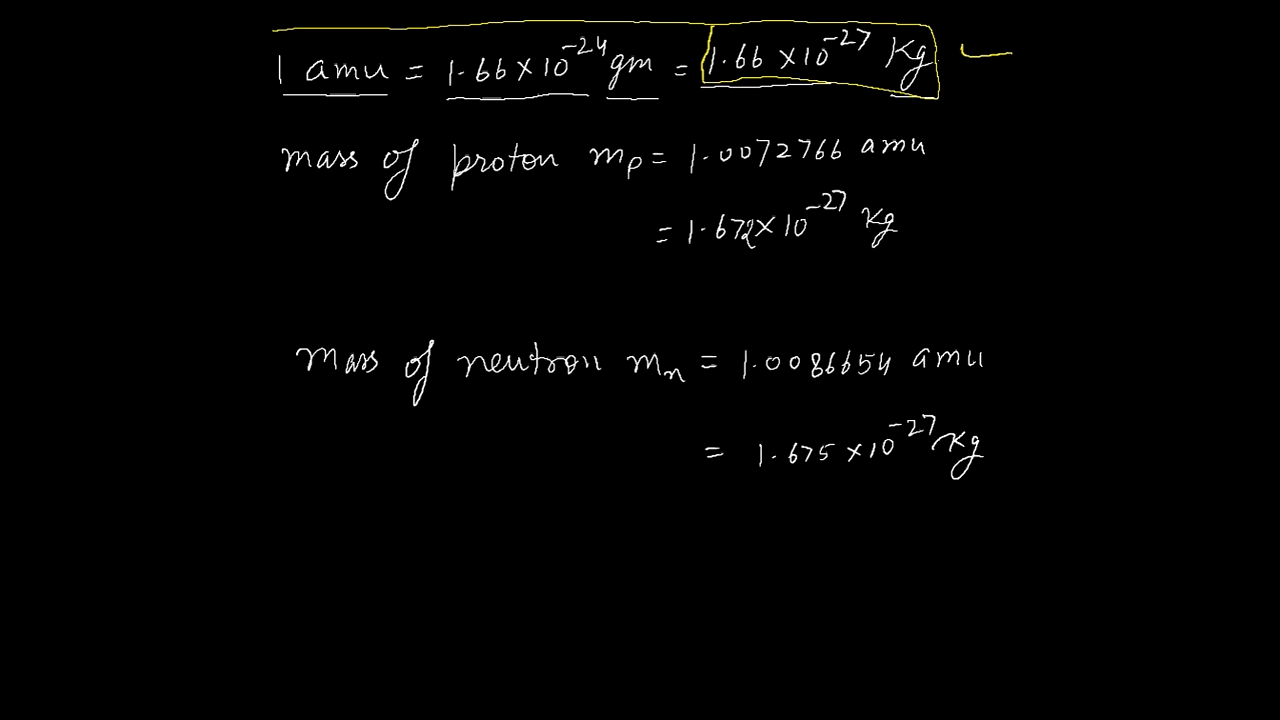 1 amu = 1.66 × 10⁻²⁴ gm = 1.66 × 10⁻²⁷ Kg
mass of proton mₚ = 1.0072766 amu
= 1.672 × 10⁻²⁷ Kg
Mass of neutron mₙ = 1.0086654 amu
= 1.675 × 10⁻²⁷ Kg